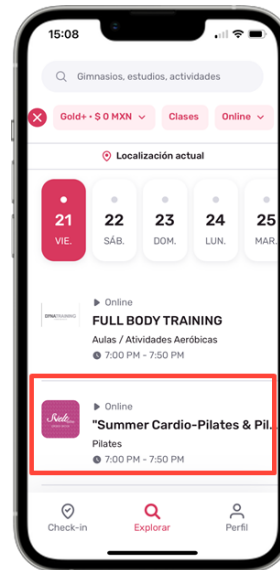 15:08
Gimnasios, estudios, actividades
Gold+ · $ 0 MXN Clases Online
Localización actual
21 22 23 24 25
VIE. SÁB. DOM. LUN. MAR.
Online
FULL BODY TRAINING
Aulas / Atividades Aeróbicas
7:00 PM - 7:50 PM
Online
"Summer Cardio-Pilates & Pil...
Pilates
7:00 PM - 7:50 PM
Check-in Explorar Perfil